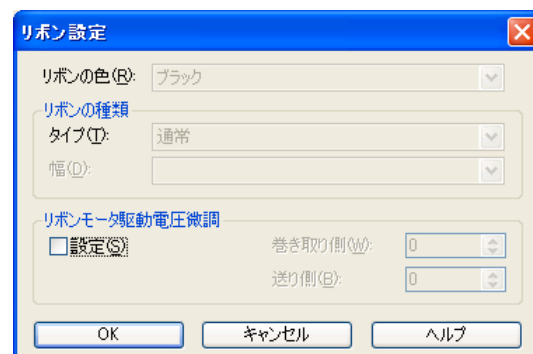 リボン設定
リボンの色(R): ブラック
リボンの種類
タイプ(T): 通常
幅(D):
リボンモータ駆動電圧微調
設定(S) 巻き取り側(W): 0
送り側(B): 0
OK キャンセル ヘルプ